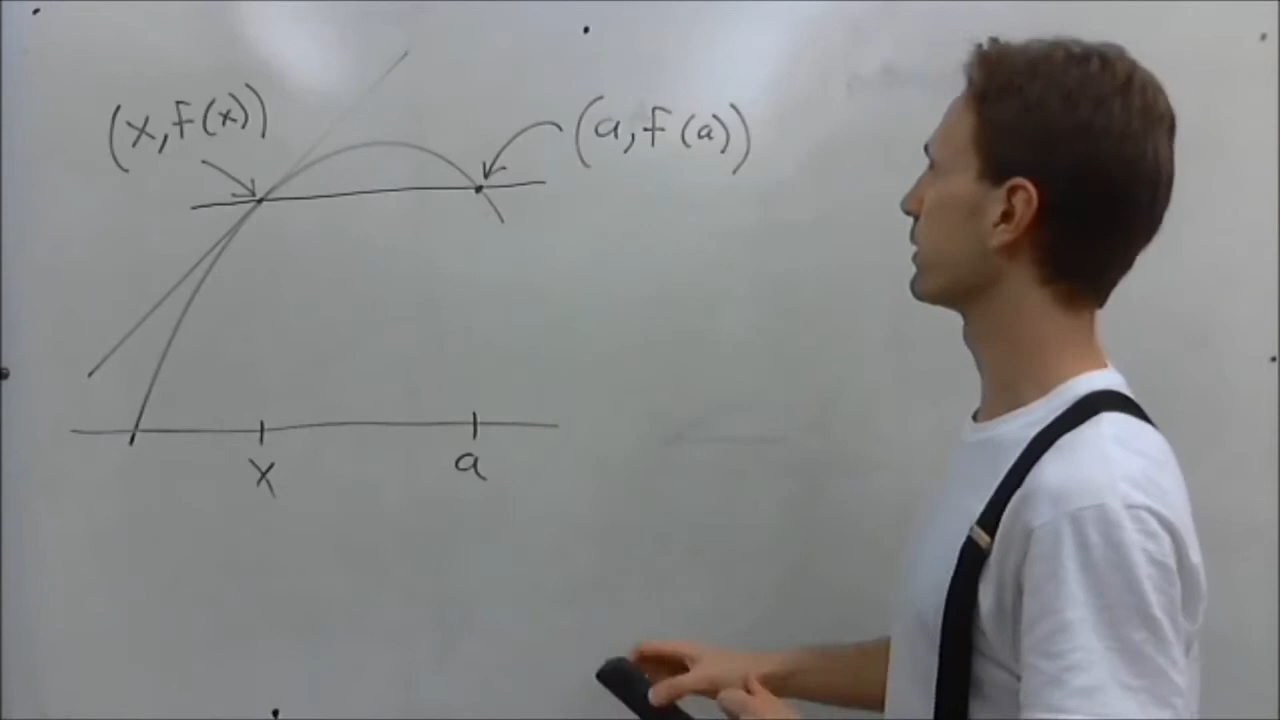 (x, f(x))
(a, f(a))
x
a